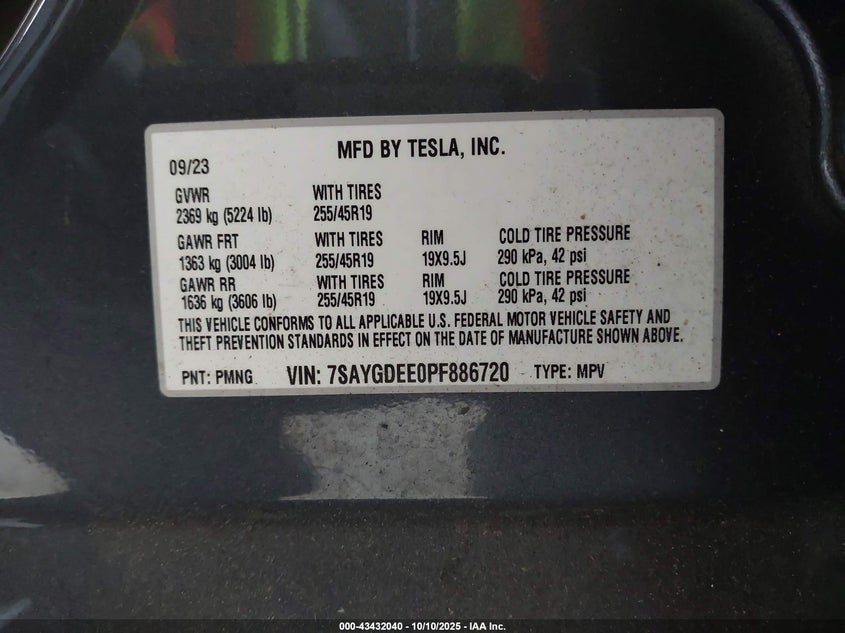 MFD BY TESLA, INC.
09/23
GVWR WITH TIRES
2369 kg (5224 lb) 255/45R19
GAWR FRT WITH TIRES RIM COLD TIRE PRESSURE
1363 kg (3004 lb) 255/45R19 19X9.5J 290 kPa, 42 psi
GAWR RR WITH TIRES RIM COLD TIRE PRESSURE
1636 kg (3606 lb) 255/45R19 19X9.5J 290 kPa, 42 psi
THIS VEHICLE CONFORMS TO ALL APPLICABLE U.S. FEDERAL MOTOR VEHICLE SAFETY AND
THEFT PREVENTION STANDARDS IN EFFECT ON THE DATE OF MANUFACTURE SHOWN ABOVE.
PNT: PMNG VIN: 7SAYGDEE0PF886720 TYPE: MPV
000-43432040 - 10/10/2025 - IAA Inc.